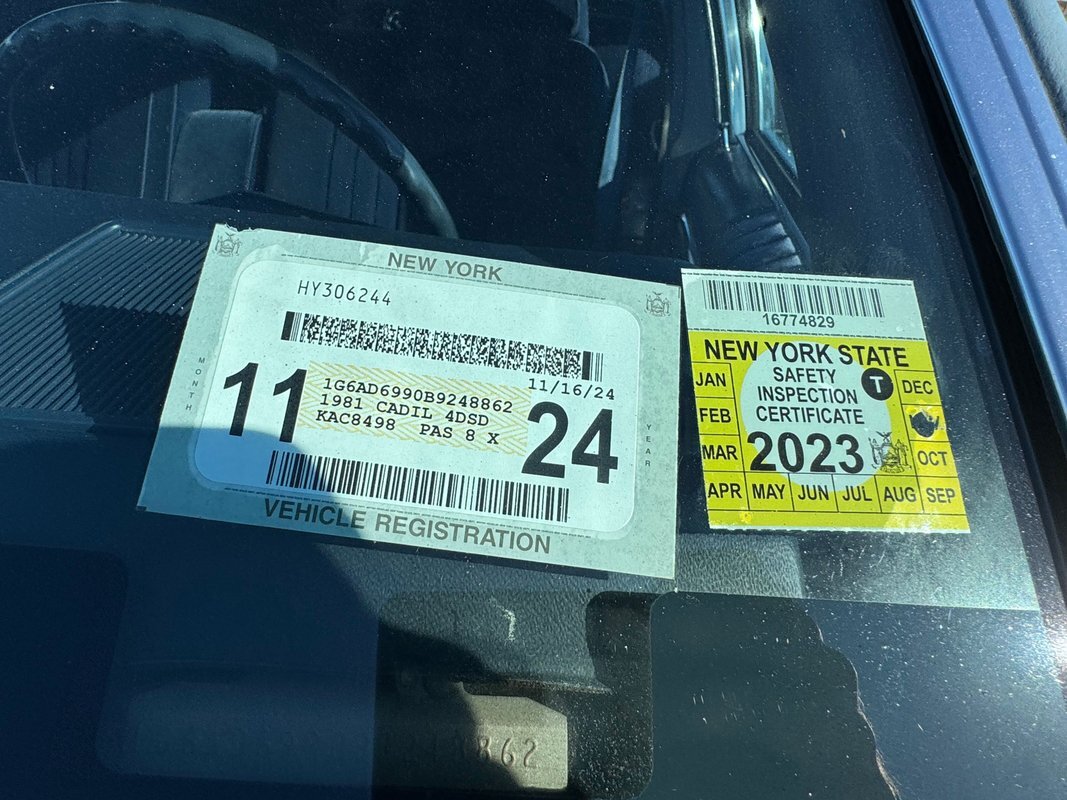 NEW YORK
HY306244
MONTH
11
1G6AD6990B9248862
11/16/24
1981 CADIL 4DSD
KAC8498 PAS 8 X
24
YEAR
VEHICLE REGISTRATION
16774829
NEW YORK STATE
SAFETY
INSPECTION
CERTIFICATE
T
2023
JAN
FEB
MAR
APR MAY JUN JUL AUG SEP
OCT
DEC
862